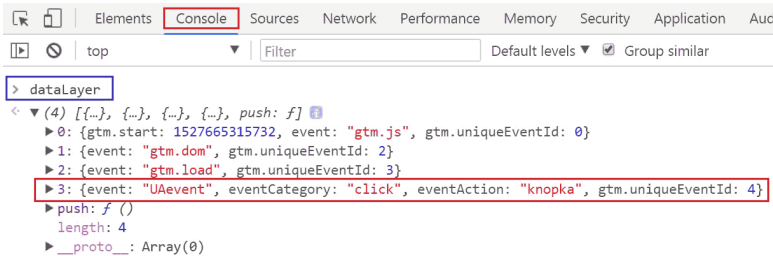 Elements Console Sources Network Performance Memory Security Application Aud
top Filter Default levels ▼ Group similar
> dataLayer
(4) [{…}, {…}, {…}, {…}, push: ƒ]
0: {gtm.start: 1527665315732, event: "gtm.js", gtm.uniqueEventId: 0}
1: {event: "gtm.dom", gtm.uniqueEventId: 2}
2: {event: "gtm.load", gtm.uniqueEventId: 3}
3: {event: "UAevent", eventCategory: "click", eventAction: "knopka", gtm.uniqueEventId: 4}
push: ƒ ()
length: 4
__proto__: Array(0)